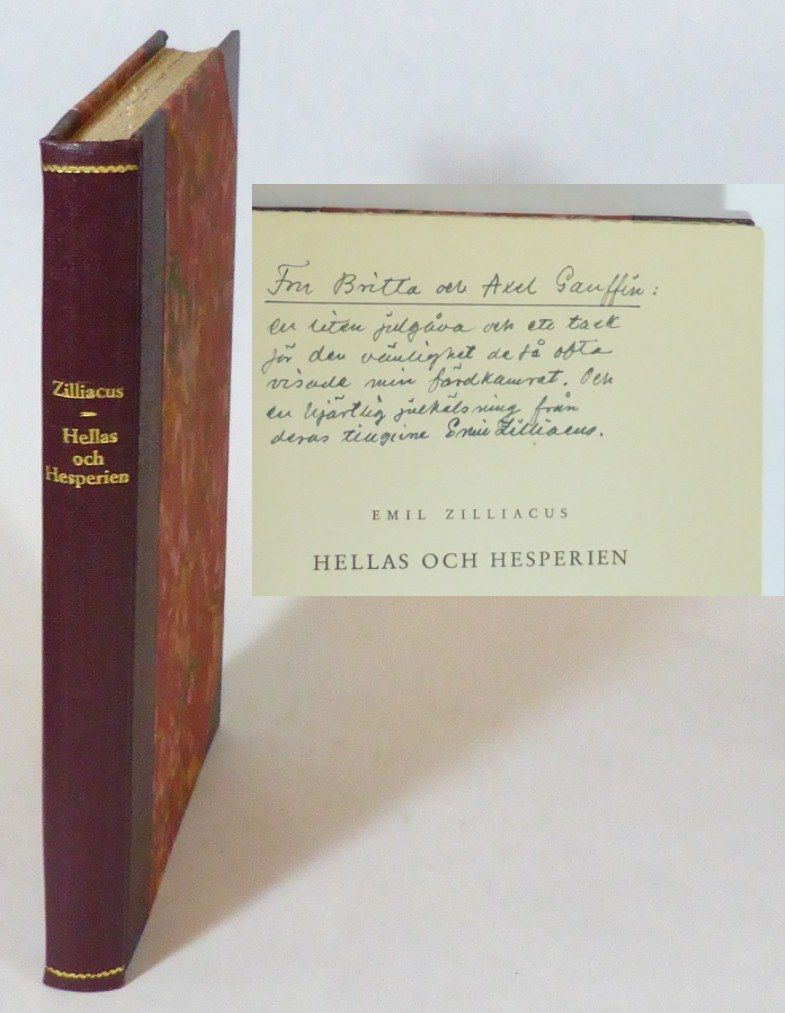 Zilliacus
Hellas
och
Hesperien
Fru Britta och Axel Gauffin:
en liten julgåva och ett tack
för den vänlighet de så ofta
visade min färdkamrat. Och
en hjärtlig julhälsning från
deras tillgivne Emil Zilliacus.
EMIL ZILLIACUS
HELLAS OCH HESPERIEN